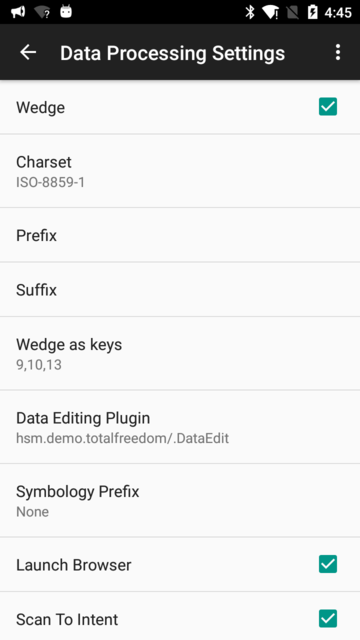 4:45
Data Processing Settings
Wedge
Charset
ISO-8859-1
Prefix
Suffix
Wedge as keys
9,10,13
Data Editing Plugin
hsm.demo.totalfreedom/.DataEdit
Symbology Prefix
None
Launch Browser
Scan To Intent